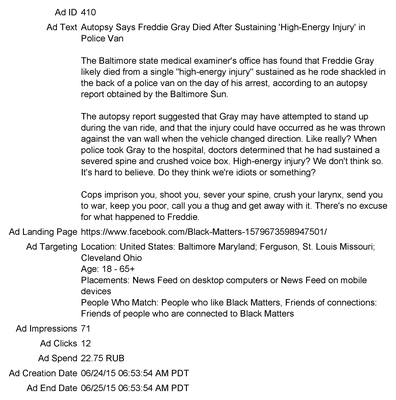 Ad ID 410
Ad Text Autopsy Says Freddie Gray Died After Sustaining 'High-Energy Injury' in
Police Van
The Baltimore state medical examiner's office has found that Freddie Gray
likely died from a single "high-energy injury" sustained as he rode shackled in
the back of a police van on the day of his arrest, according to an autopsy
report obtained by the Baltimore Sun.
The autopsy report suggested that Gray may have attempted to stand up
during the van ride, and that the injury could have occurred as he was thrown
against the van wall when the vehicle changed direction. Like really? When
police took Gray to the hospital, doctors determined that he had sustained a
severed spine and crushed voice box. High-energy injury? We don't think so.
It's hard to believe. Do they think we're idiots or something?
Cops imprison you, shoot you, sever your spine, crush your larynx, send you
to war, keep you poor, call you a thug and get away with it. There's no excuse
for what happened to Freddie.
Ad Landing Page https://www.facebook.com/Black-Matters-1579673598947501/
Ad Targeting Location: United States: Baltimore Maryland; Ferguson, St. Louis Missouri;
Cleveland Ohio
Age: 18 - 65+
Placements: News Feed on desktop computers or News Feed on mobile
devices
People Who Match: People who like Black Matters, Friends of connections:
Friends of people who are connected to Black Matters
Ad Impressions 71
Ad Clicks 12
Ad Spend 22.75 RUB
Ad Creation Date 06/24/15 06:53:54 AM PDT
Ad End Date 06/25/15 06:53:54 AM PDT